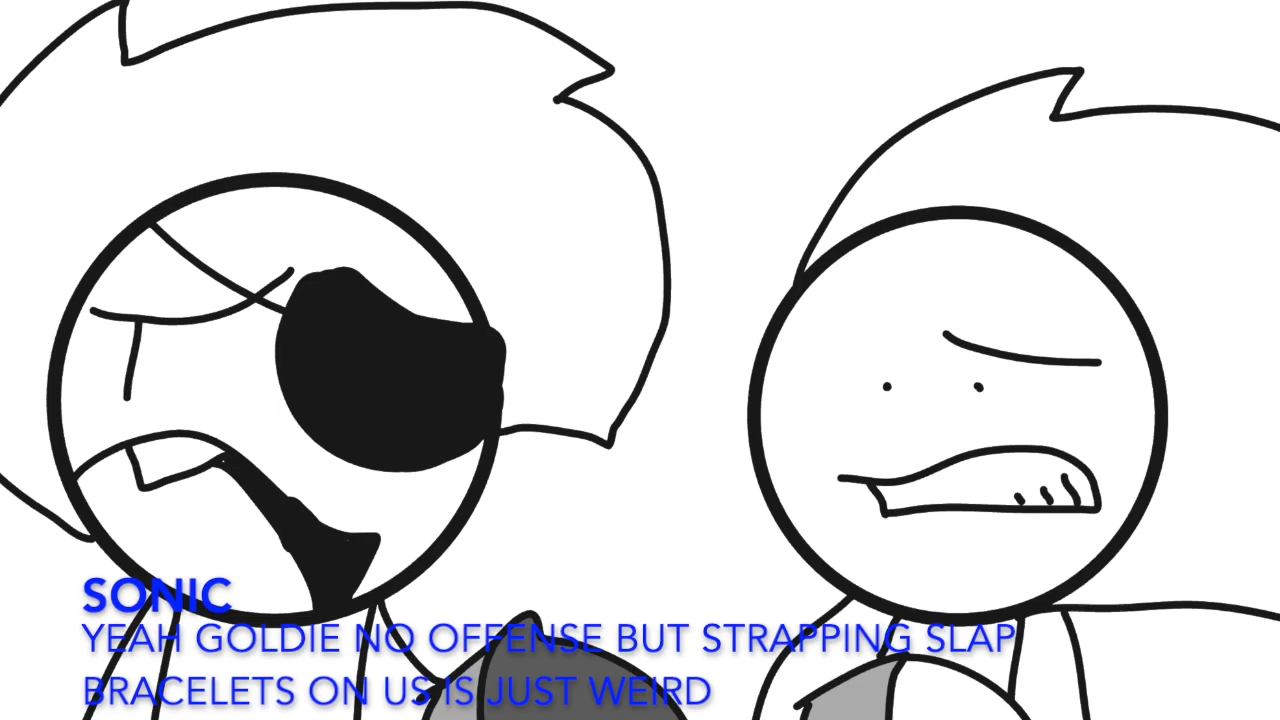 SONIC
YEAH GOLDIE NO OFFENSE BUT STRAPPING SLAP
BRACELETS ON US IS JUST WEIRD